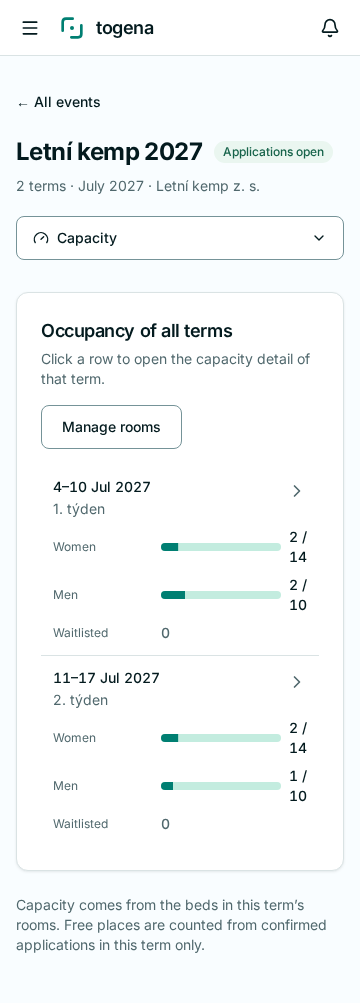 togena
← All events
Letní kemp 2027 Applications open
2 terms · July 2027 · Letní kemp z. s.
Capacity
Occupancy of all terms
Click a row to open the capacity detail of
that term.
Manage rooms
4–10 Jul 2027
1. týden
Women 2 /
14
Men 2 /
10
Waitlisted 0
11–17 Jul 2027
2. týden
Women 2 /
14
Men 1 /
10
Waitlisted 0
Capacity comes from the beds in this term’s
rooms. Free places are counted from confirmed
applications in this term only.